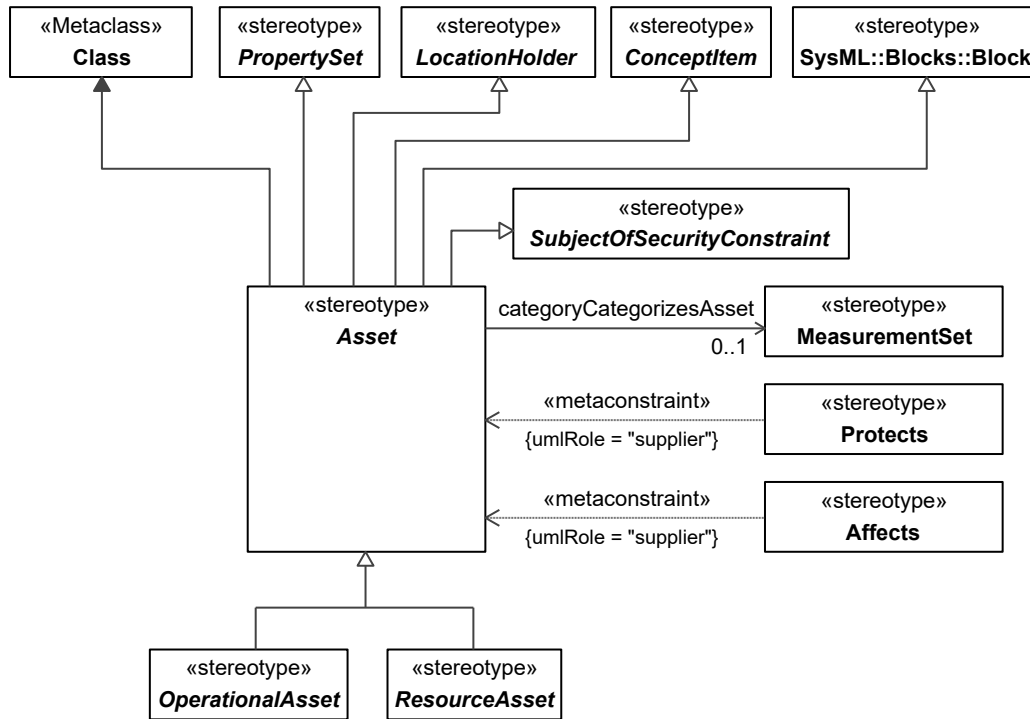 «Metaclass»
Class
«stereotype»
PropertySet
«stereotype»
LocationHolder
«stereotype»
ConceptItem
«stereotype»
SysML::Blocks::Block
«stereotype»
SubjectOfSecurityConstraint
«stereotype»
Asset
categoryCategorizesAsset
0..1
«stereotype»
MeasurementSet
«metaconstraint»
{umlRole = "supplier"}
«stereotype»
Protects
«metaconstraint»
{umlRole = "supplier"}
«stereotype»
Affects
«stereotype»
OperationalAsset
«stereotype»
ResourceAsset